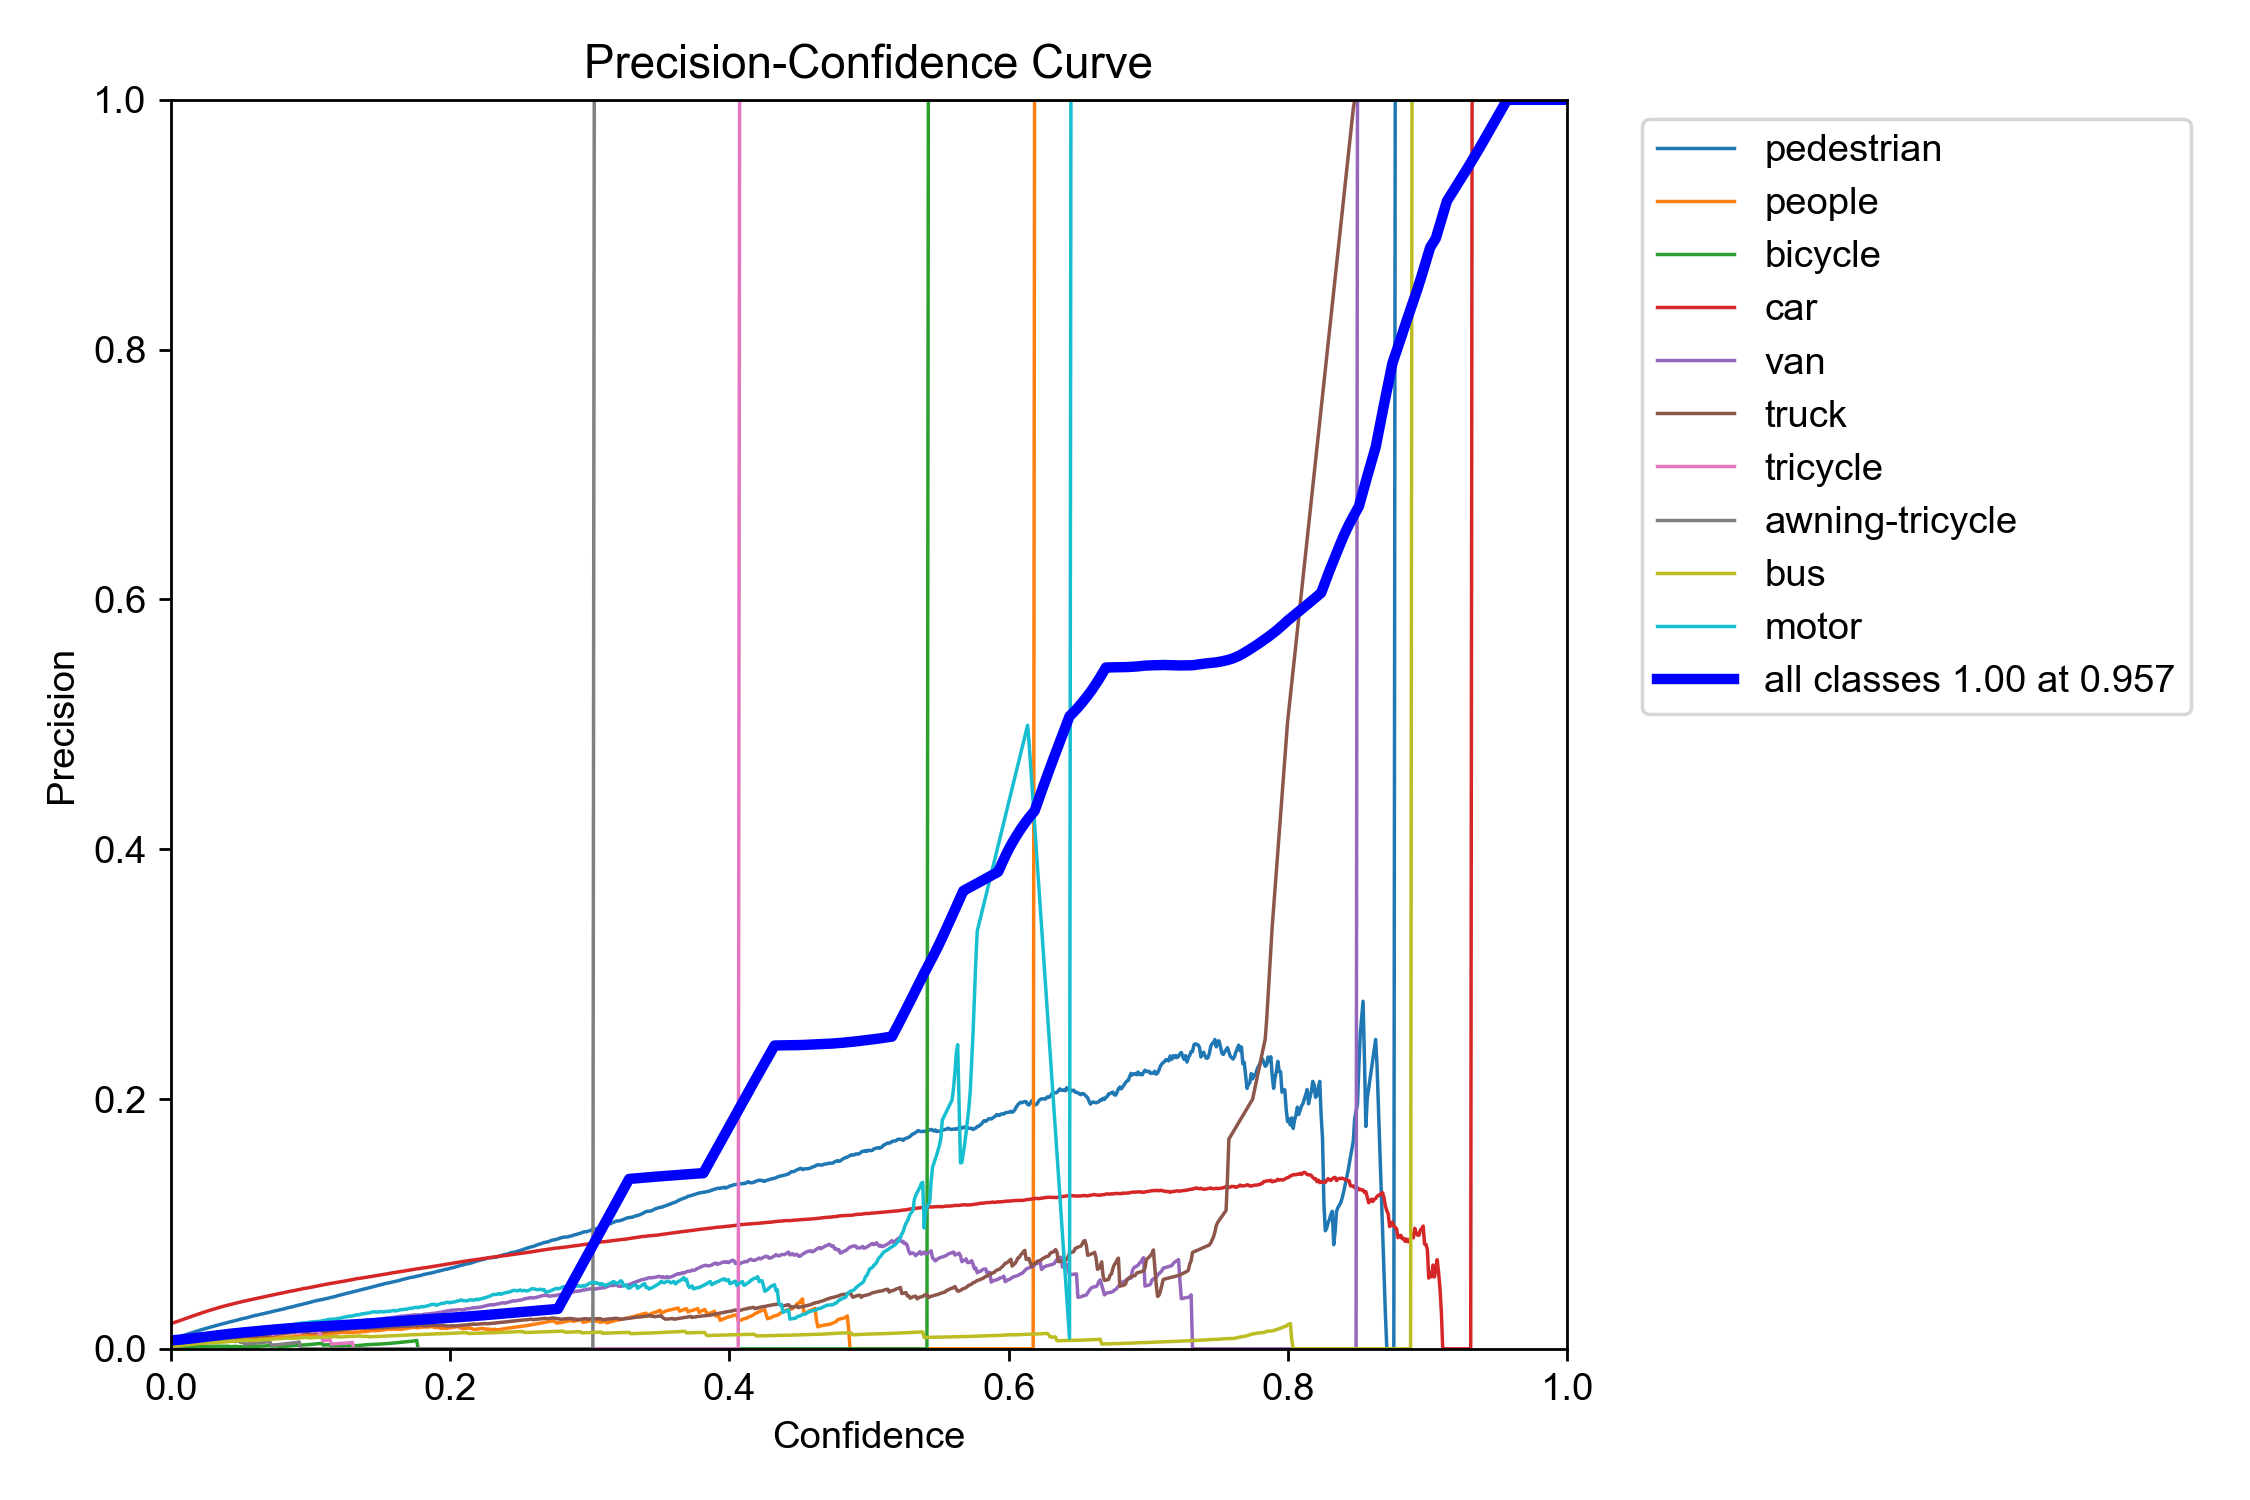 Precision-Confidence Curve
1.0
0.8
0.6
0.4
0.2
0.0
Precision
0.0 0.2 0.4 0.6 0.8 1.0
Confidence
pedestrian
people
bicycle
car
van
truck
tricycle
awning-tricycle
bus
motor
all classes 1.00 at 0.957